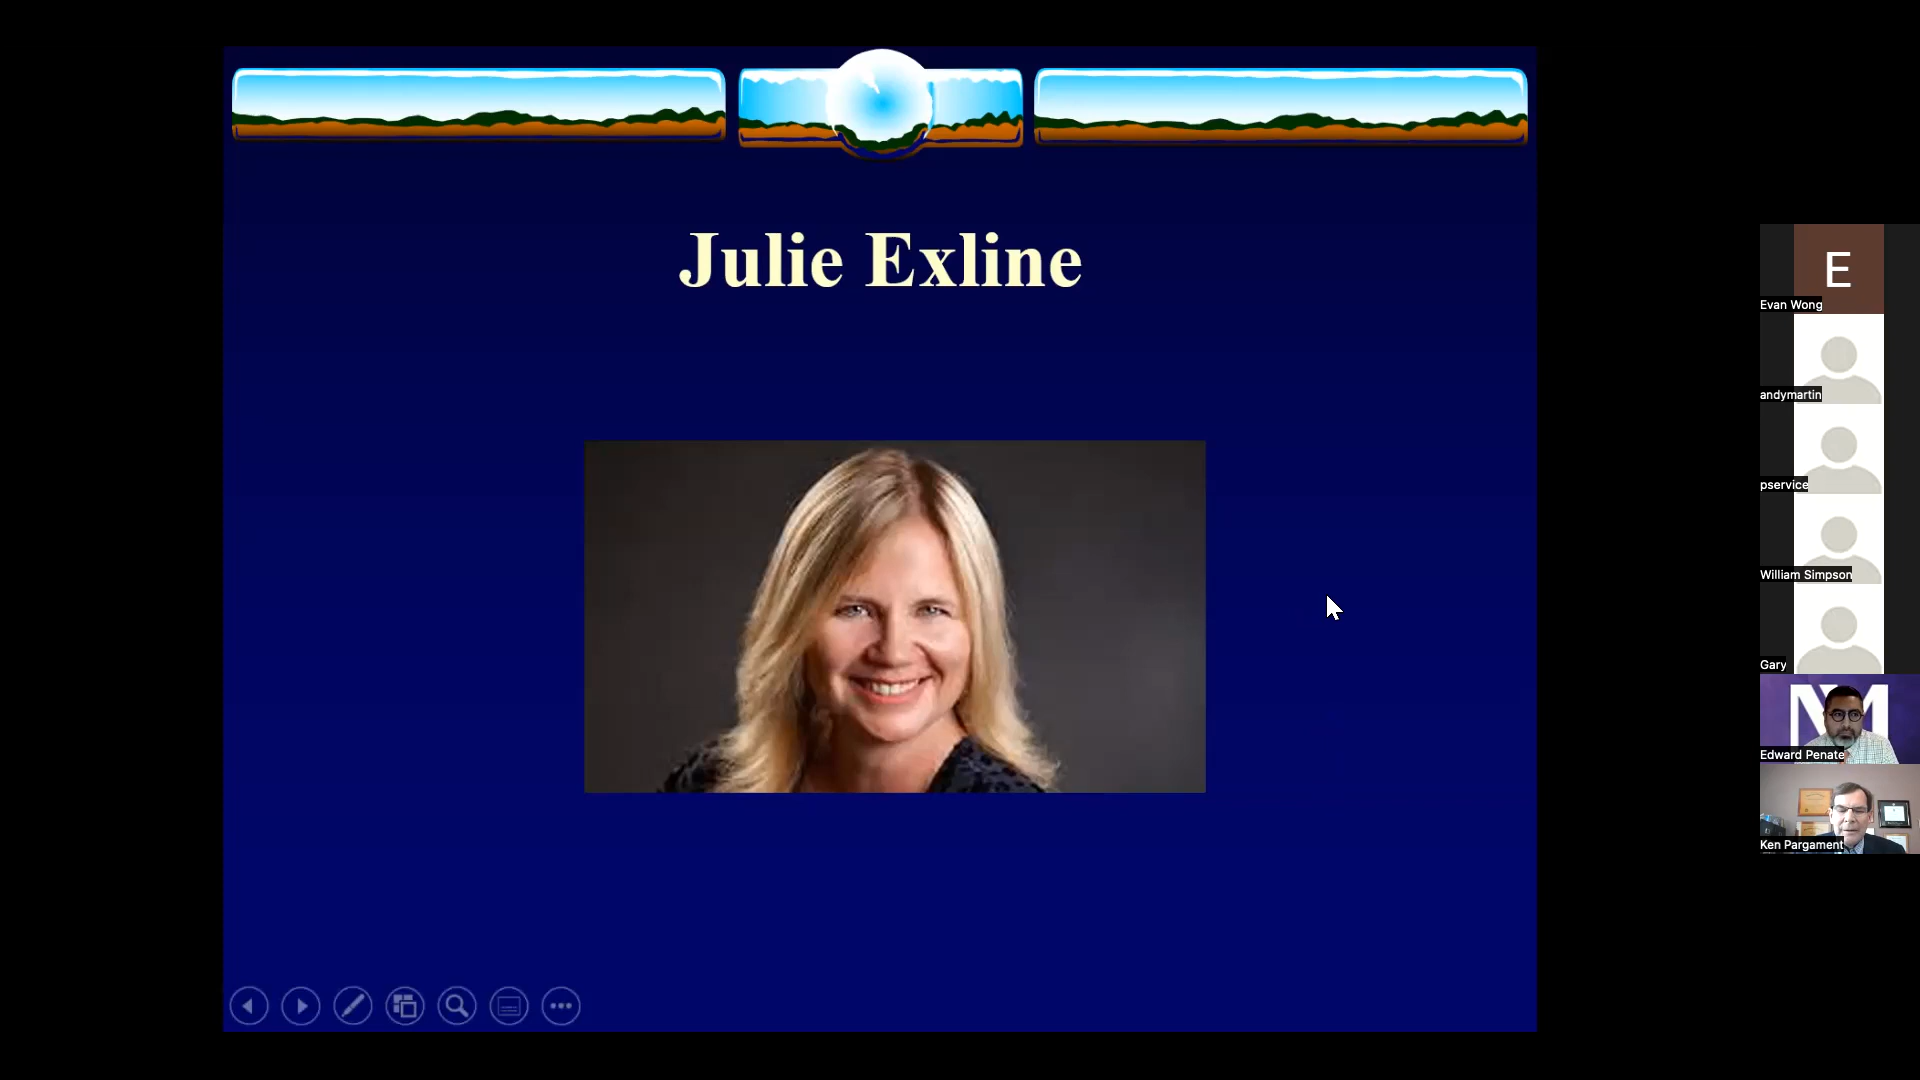 Julie Exline
E
Evan Wong
andymartin
pservice
William Simpson
Gary
Edward Penate
Ken Pargament